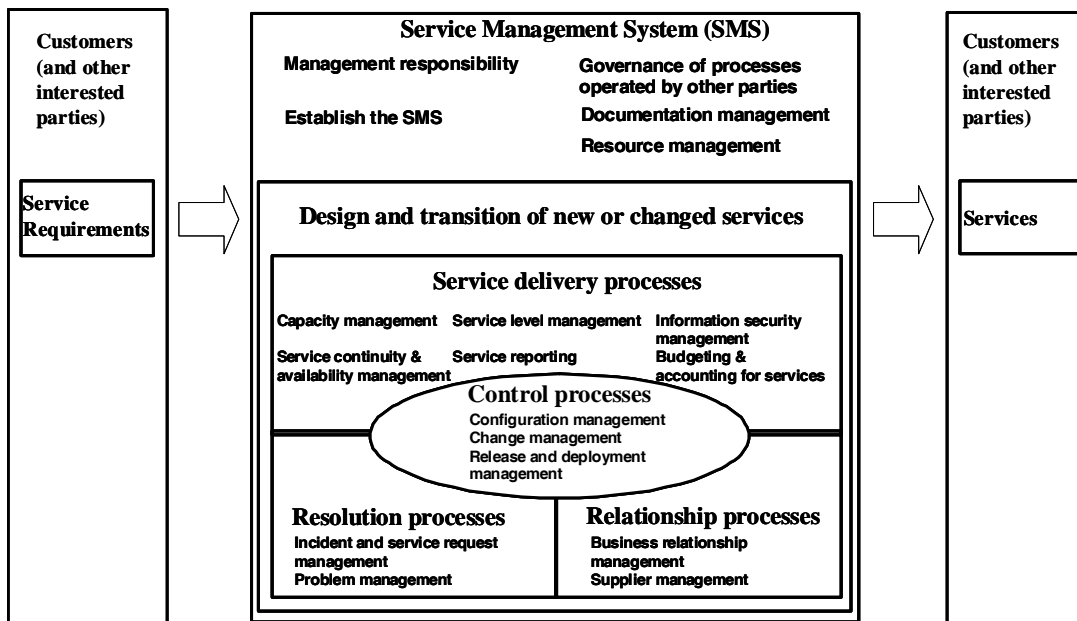 Customers
(and other
interested
parties)
Service
Requirements
Service Management System (SMS)
Management responsibility
Establish the SMS
Governance of processes
operated by other parties
Documentation management
Resource management
Design and transition of new or changed services
Service delivery processes
Capacity management
Service level management
Information security
management
Service continuity &
availability management
Service reporting
Budgeting &
accounting for services
Control processes
Configuration management
Change management
Release and deployment
management
Resolution processes
Incident and service request
management
Problem management
Relationship processes
Business relationship
management
Supplier management
Customers
(and other
interested
parties)
Services